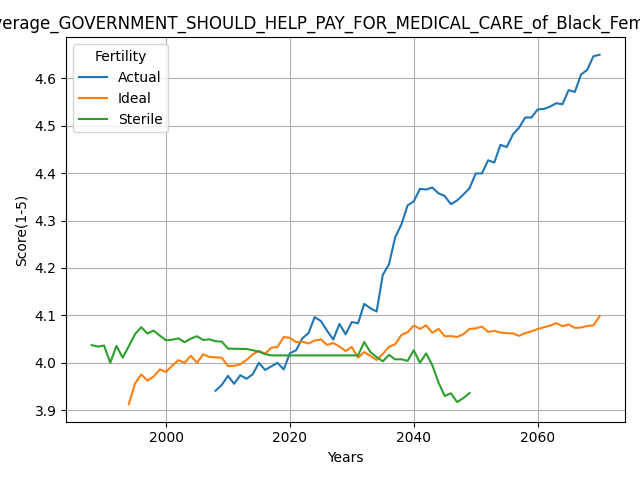 verage_GOVERNMENT_SHOULD_HELP_PAY_FOR_MEDICAL_CARE_of_Black_Fem
Fertility
Actual
Ideal
Sterile
Score(1-5)
4.6
4.5
4.4
4.3
4.2
4.1
4.0
3.9
2000 2020 2040 2060
Years